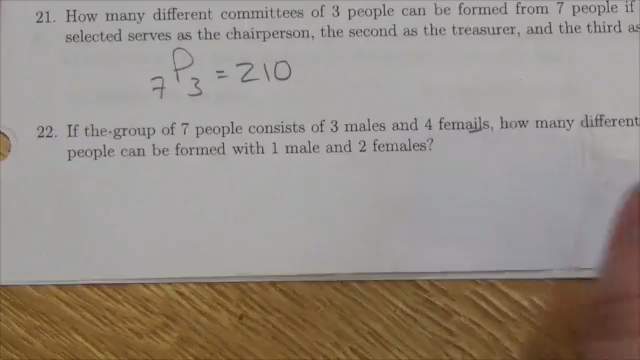 21. How many different committees of 3 people can be formed from 7 people if
selected serves as the chairperson, the second as the treasurer, and the third as
7P3 = 210
22. If the-group of 7 people consists of 3 males and 4 femails, how many different
people can be formed with 1 male and 2 females?